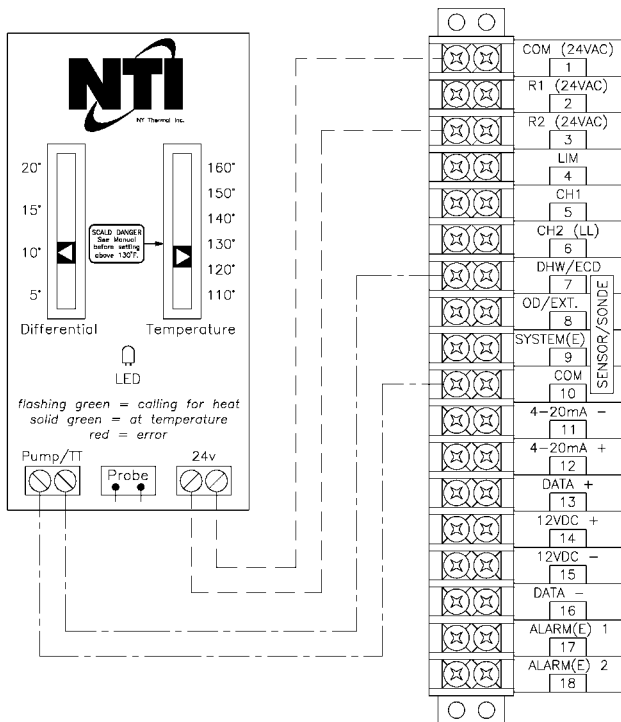 NTI
NY Thermal Inc.
20°
15°
10°
5°
Differential
SCALD DANGER
See Manual
before setting
above 130°F.
160°
150°
140°
130°
120°
110°
Temperature
LED
flashing green = calling for heat
solid green = at temperature
red = error
Pump/TT
Probe
24v
COM (24VAC)
1
R1 (24VAC)
2
R2 (24VAC)
3
LIM
4
CH1
5
CH2 (LL)
6
DHW/ECD
7
OD/EXT.
8
SYSTEM(E)
9
COM
10
SENSOR/SONDE
4-20mA -
11
4-20mA +
12
DATA +
13
12VDC +
14
12VDC -
15
DATA -
16
ALARM(E) 1
17
ALARM(E) 2
18